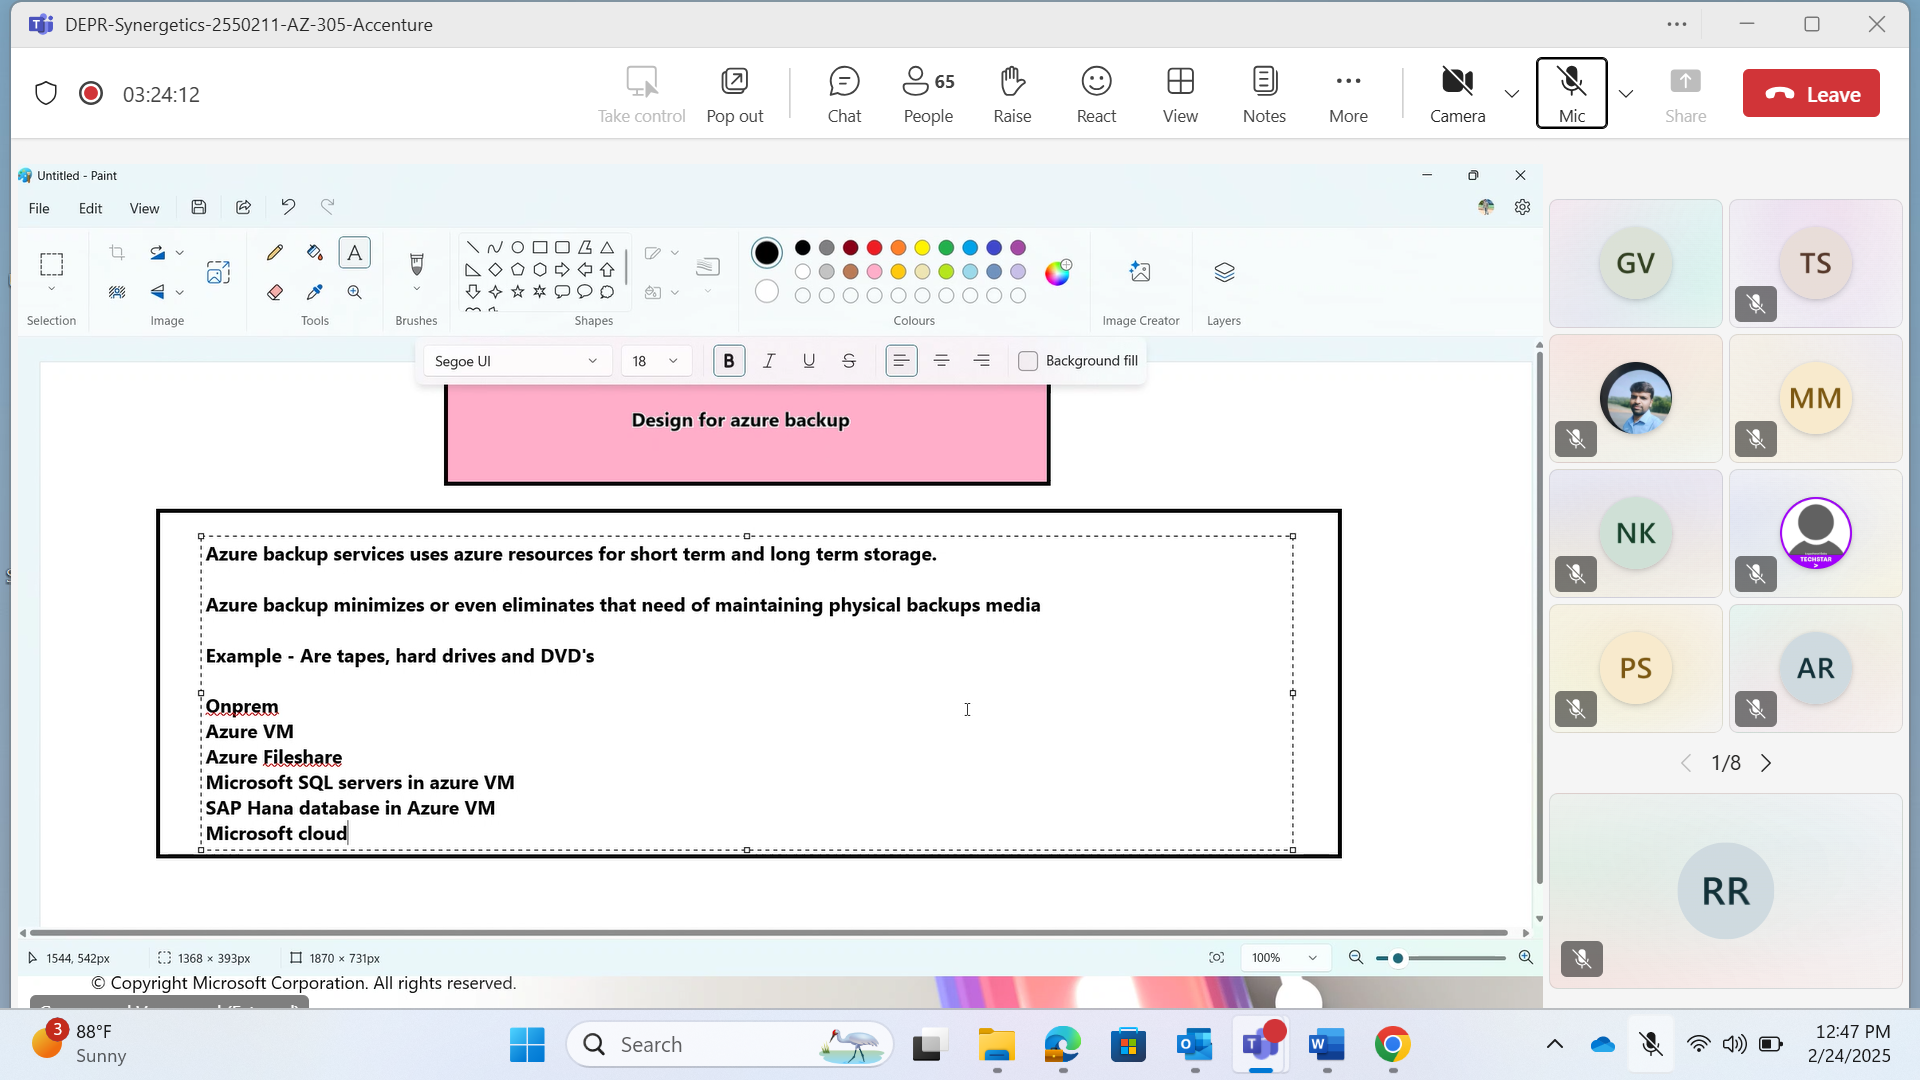 DEPR-Synergetics-2550211-AZ-305-Accenture
03:24:12
Take control
Pop out
Chat
65
People
Raise
React
View
Notes
More
Camera
Mic
Share
Leave
Untitled - Paint
File
Edit
View
Selection
Image
Tools
Brushes
Shapes
Colours
Image Creator
Layers
Segoe UI
18
B
I
U
S
Background fill
Design for azure backup
Azure backup services uses azure resources for short term and long term storage.
Azure backup minimizes or even eliminates that need of maintaining physical backups media
Example - Are tapes, hard drives and DVD's
Onprem
Azure VM
Azure Fileshare
Microsoft SQL servers in azure VM
SAP Hana database in Azure VM
Microsoft cloud
1544, 542px
1368 × 393px
1870 × 731px
100%
© Copyright Microsoft Corporation. All rights reserved.
GV
TS
MM
NK
TECHSTAR
PS
AR
1/8
RR
3
88°F
Sunny
Search
12:47 PM
2/24/2025